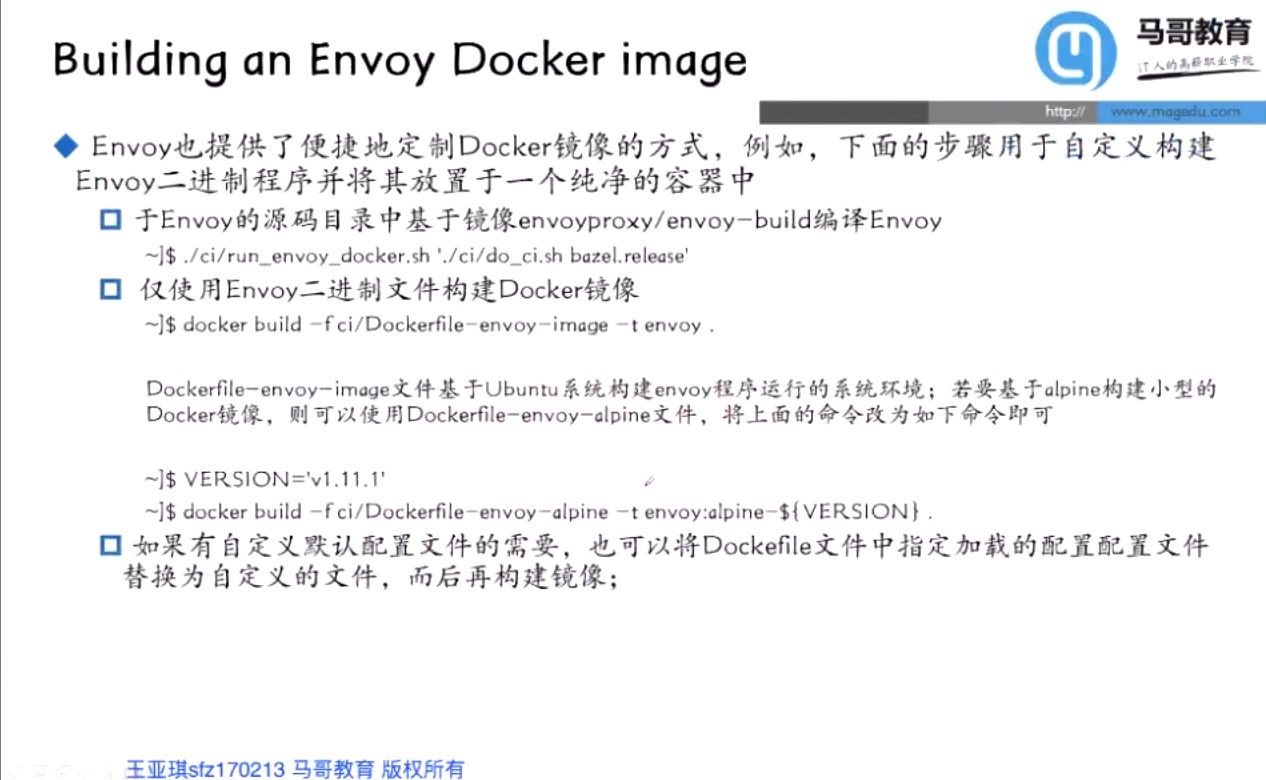 Building an Envoy Docker image
马哥教育
IT人的高薪职业学院
http://
www.magedu.com
Envoy也提供了便捷地定制Docker镜像的方式，例如，下面的步骤用于自定义构建
Envoy二进制程序并将其放置于一个纯净的容器中
于Envoy的源码目录中基于镜像envoyproxy/envoy-build编译Envoy
~]$ ./ci/run_envoy_docker.sh './ci/do_ci.sh bazel.release'
仅使用Envoy二进制文件构建Docker镜像
~]$ docker build -f ci/Dockerfile-envoy-image -t envoy .
Dockerfile-envoy-image文件基于Ubuntu系统构建envoy程序运行的系统环境；若要基于alpine构建小型的
Docker镜像，则可以使用Dockerfile-envoy-alpine文件，将上面的命令改为如下命令即可
~]$ VERSION='v1.11.1'
~]$ docker build -f ci/Dockerfile-envoy-alpine -t envoy:alpine-${VERSION} .
如果有自定义默认配置文件的需要，也可以将Dockefile文件中指定加载的配置配置文件
替换为自定义的文件，而后再构建镜像；
王亚琪sfz170213 马哥教育 版权所有